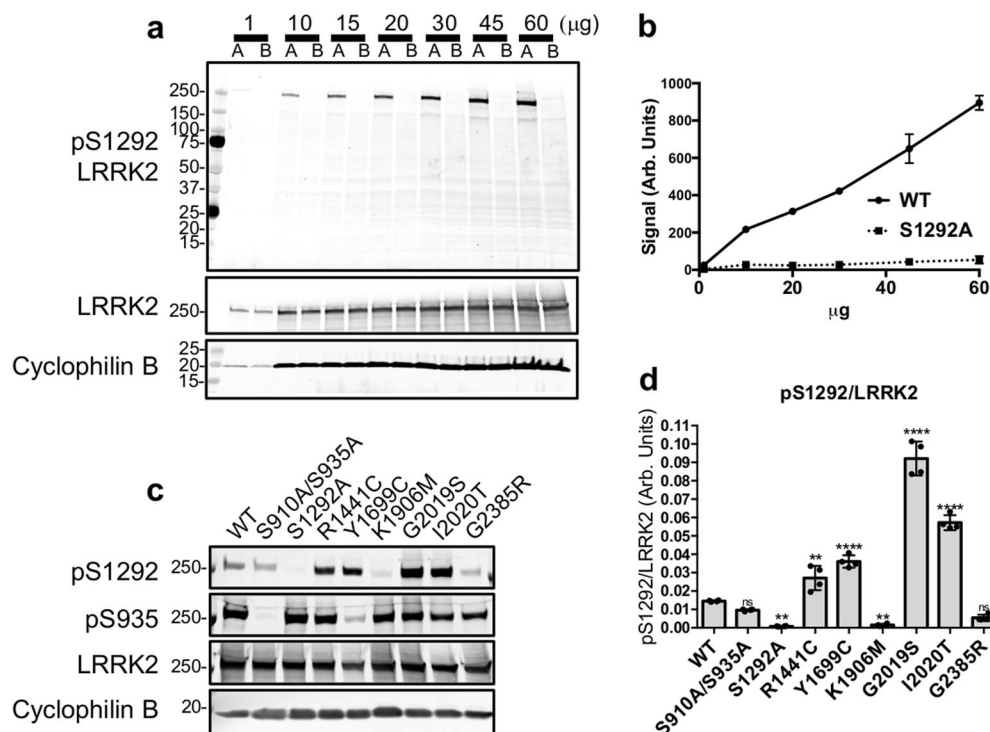 a
1 10 15 20 30 45 60 (μg)
A B A B A B A B A B A B A B
pS1292
LRRK2
250-
150-
100-
75-
50-
37-
25-
20-
15-
LRRK2
250-
Cyclophilin B
25-
20-
15-
b
Signal (Arb. Units)
1000
800
600
400
200
0
0 20 40 60
μg
WT
S1292A
c
WT
S910A/S935A
S1292A
R1441C
Y1699C
K1906M
G2019S
I2020T
G2385R
pS1292
250-
pS935
250-
LRRK2
250-
Cyclophilin B
20-
d
pS1292/LRRK2
pS1292/LRRK2 (Arb. Units)
0.11
0.10
0.09
0.08
0.07
0.06
0.05
0.04
0.03
0.02
0.01
0.00
ns
**
**
****
**
****
****
ns
WT
S910A/S935A
S1292A
R1441C
Y1699C
K1906M
G2019S
I2020T
G2385R